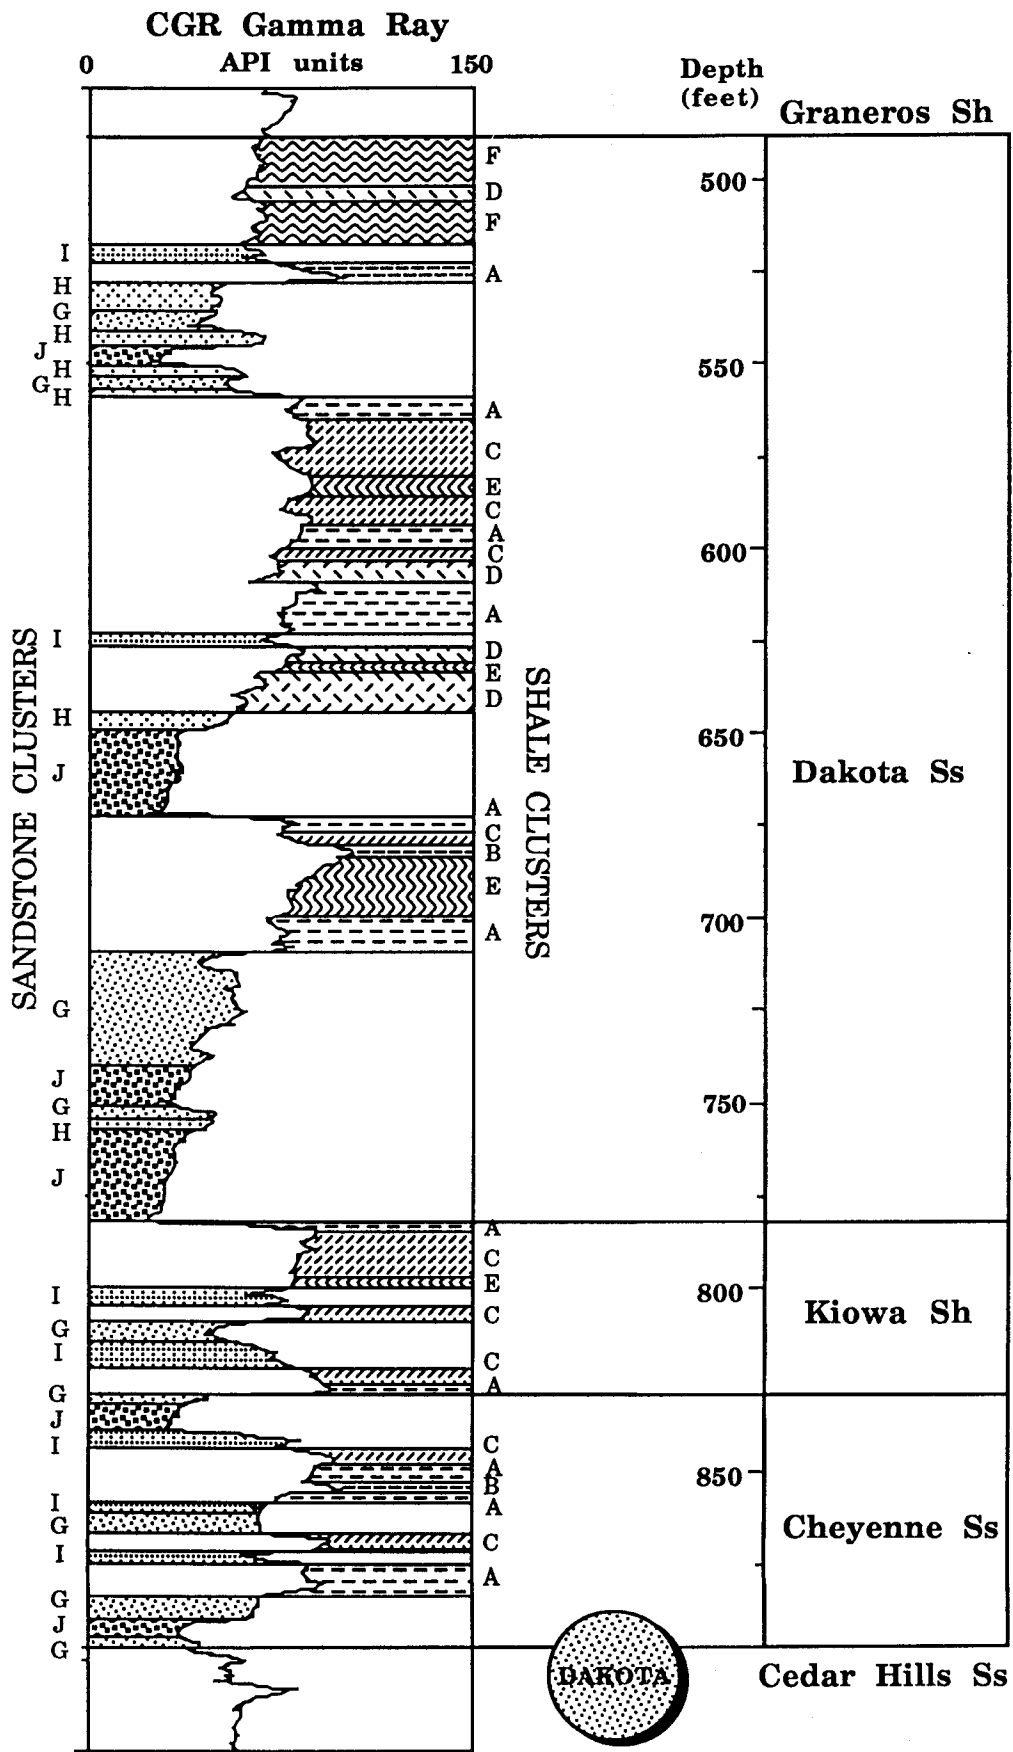 CGR Gamma Ray
0 API units 150
Depth
(feet)
Graneros Sh
F
500
D
F
I
A
H
G
H
J
550
H
G
H
A
C
E
C
A
600
C
D
A
I
D
E
D
H
650
J
Dakota Ss
SANDSTONE CLUSTERS
SHALE CLUSTERS
A
C
B
E
700
A
G
J
G
750
H
J
A
C
E
800
I
C
Kiowa Sh
G
I
C
A
G
J
I
C
A
850
B
I
A
G
Cheyenne Ss
C
I
A
G
J
G
DAKOTA
Cedar Hills Ss